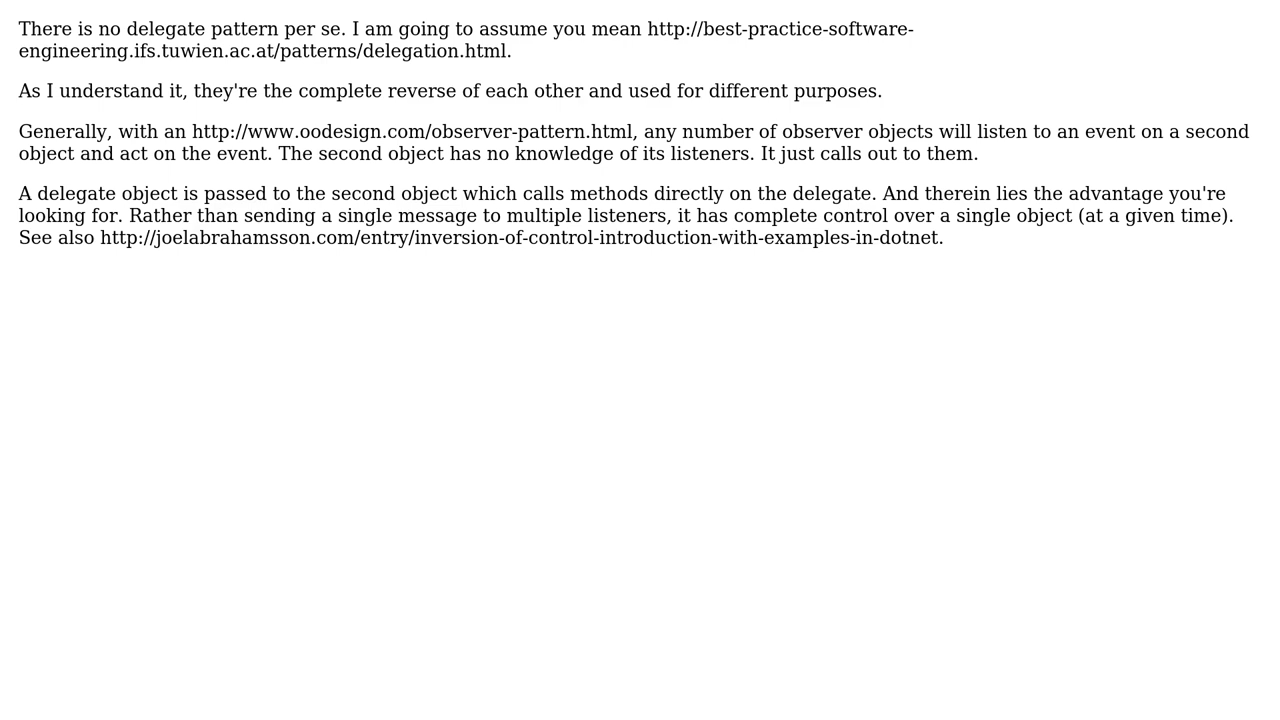 There is no delegate pattern per se. I am going to assume you mean http://best-practice-software-
engineering.ifs.tuwien.ac.at/patterns/delegation.html.
As I understand it, they're the complete reverse of each other and used for different purposes.
Generally, with an http://www.oodesign.com/observer-pattern.html, any number of observer objects will listen to an event on a second
object and act on the event. The second object has no knowledge of its listeners. It just calls out to them.
A delegate object is passed to the second object which calls methods directly on the delegate. And therein lies the advantage you're
looking for. Rather than sending a single message to multiple listeners, it has complete control over a single object (at a given time).
See also http://joelabrahamsson.com/entry/inversion-of-control-introduction-with-examples-in-dotnet.